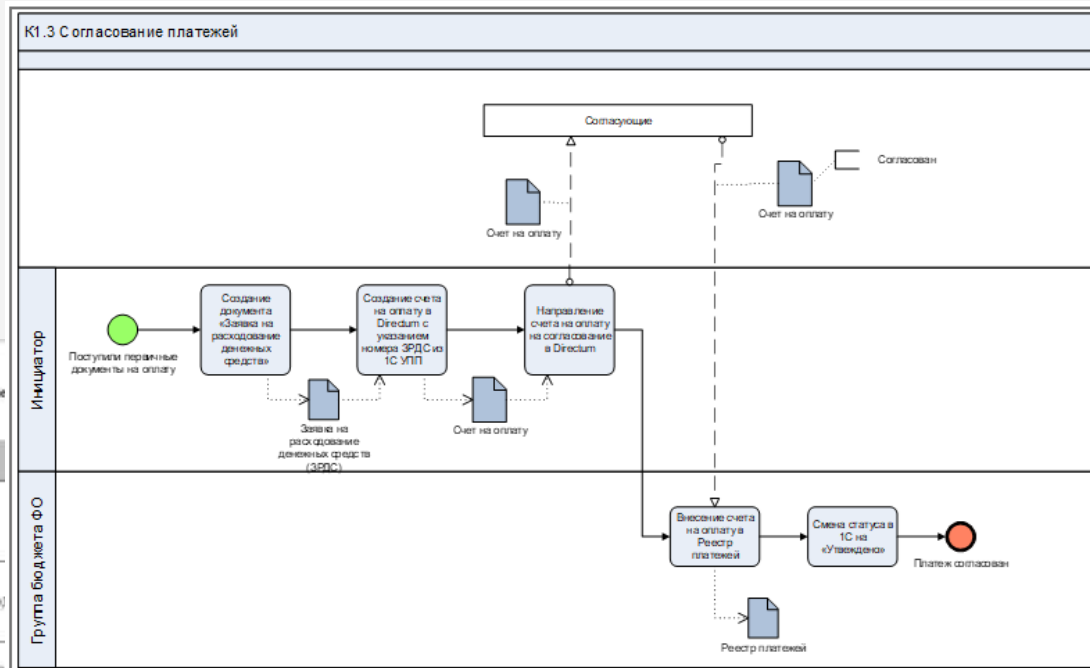 К1.3 Согласование платежей
Согласующие
Согласован
Счет на оплату
Счет на оплату
Инициатор
Поступили первичные
документы на оплату
Создание
документа
«Заявка на
расходование
денежных
средств»
Создание счета
на оплату в
Directum с
указанием
номера ЗРДС из
1С УПП
Направление
счета на оплату
на согласование
в Directum
Заявка на
расходование
денежных средств
(ЗРДС)
Счет на оплату
Группа бюджета ФО
Внесение счета
на оплату в
Реестр
платежей
Смена статуса в
1С на
«Утвеждено»
Платеж согласован
Реестр платежей